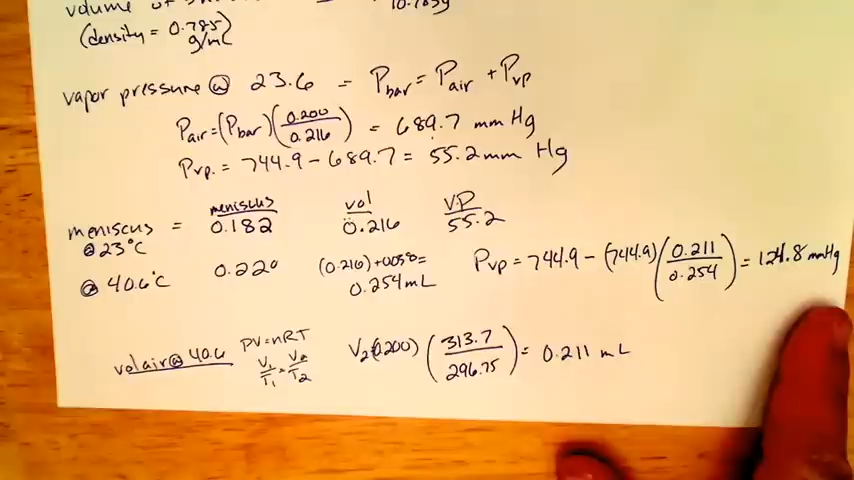 volume of
(density = 0.785)
g/mL
vapor pressure @ 23.6 = Pbar = Pair + Pvp
Pair = (Pbar)(0.200/0.216) = 689.7 mm Hg
Pvp. = 744.9 - 689.7 = 55.2 mm Hg
meniscus vol VP
meniscus = 0.182 0.216 55.2
@ 23°C
@ 40.6°C 0.220 (0.216)+0.038= Pvp = 744.9 - (744.9)(0.211/0.254) = 124.8 mmHg
0.254 mL
vol air @ 40.6 PV=nRT V2=(0.200)(313.7/296.75) = 0.211 mL
V1/T1 = V2/T2